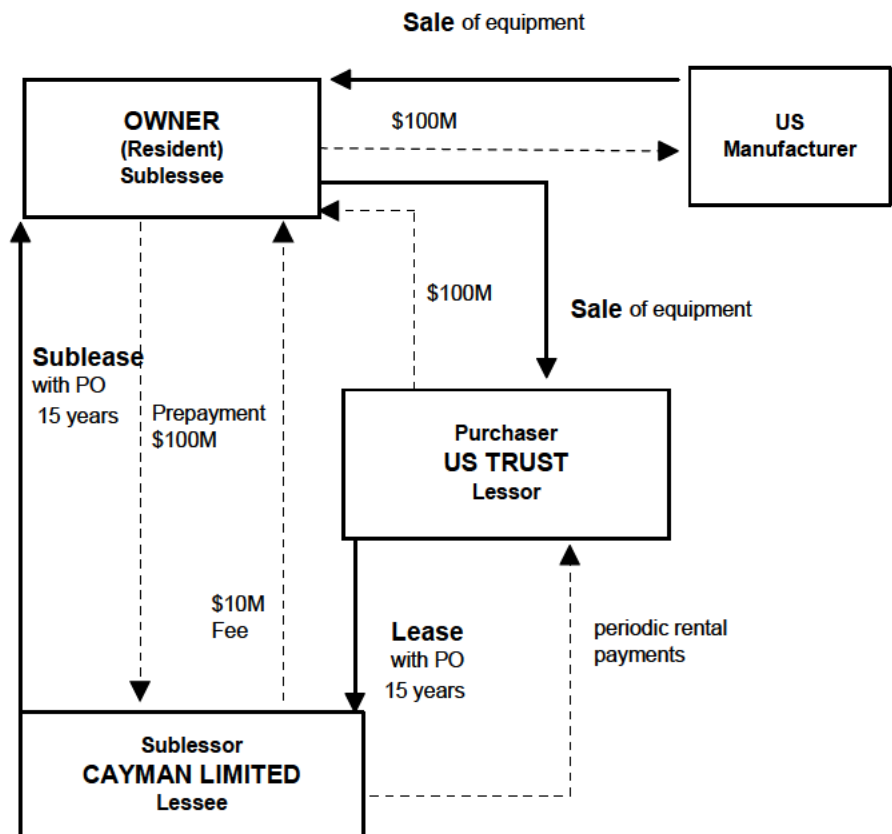 Sale of equipment
OWNER
(Resident)
Sublessee
$100M
US
Manufacturer
$100M
Sale of equipment
Sublease
with PO
15 years
Prepayment
$100M
Purchaser
US TRUST
Lessor
$10M
Fee
Lease
with PO
15 years
periodic rental
payments
Sublessor
CAYMAN LIMITED
Lessee